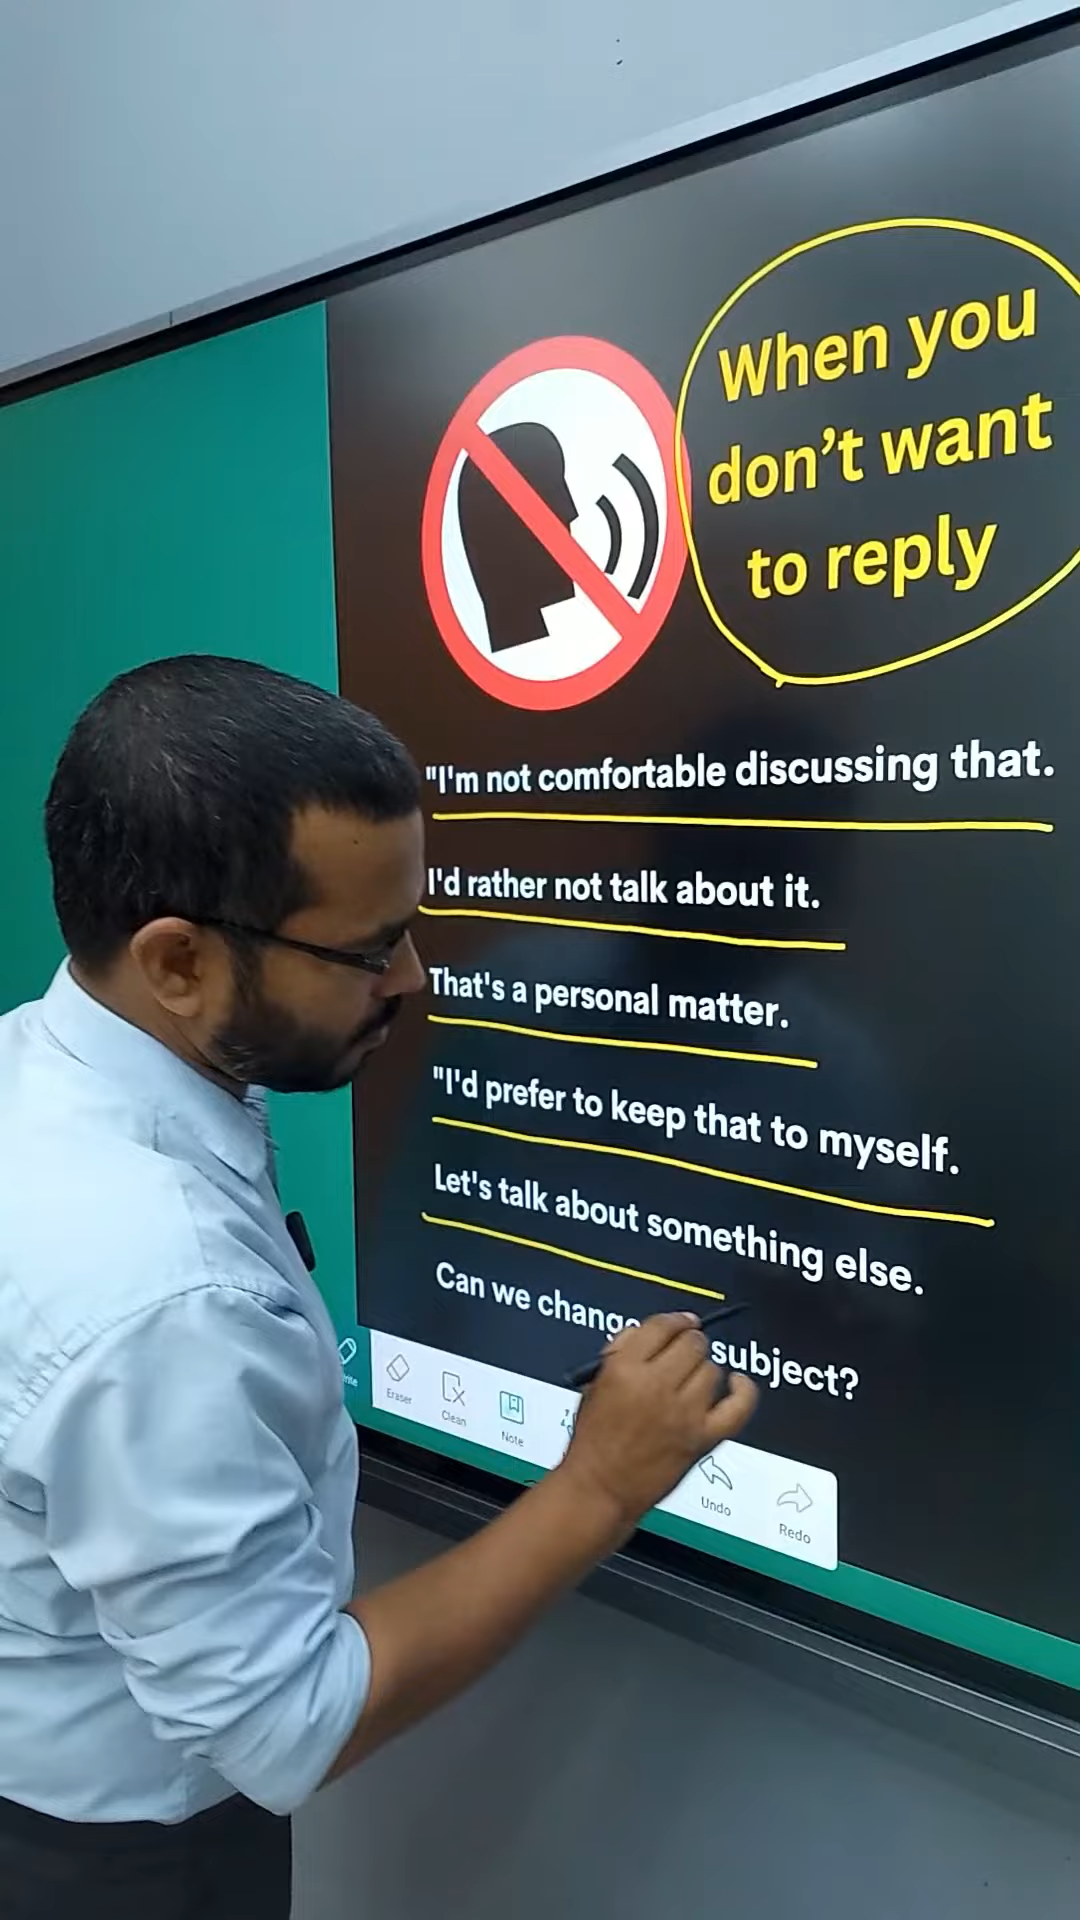 When you
don't want
to reply
"I'm not comfortable discussing that.
I'd rather not talk about it.
That's a personal matter.
"I'd prefer to keep that to myself.
Let's talk about something else.
Can we change subject?
Eraser
Clean
Note
Undo
Redo